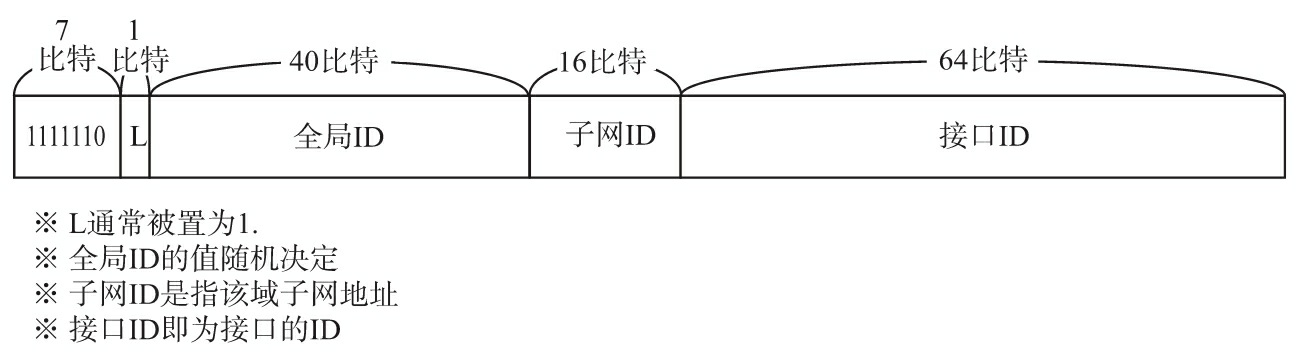 7 1
比特 比特 40比特 16比特 64比特
1111110 L 全局ID 子网ID 接口ID
※ L通常被置为1.
※ 全局ID的值随机决定
※ 子网ID是指该域子网地址
※ 接口ID即为接口的ID